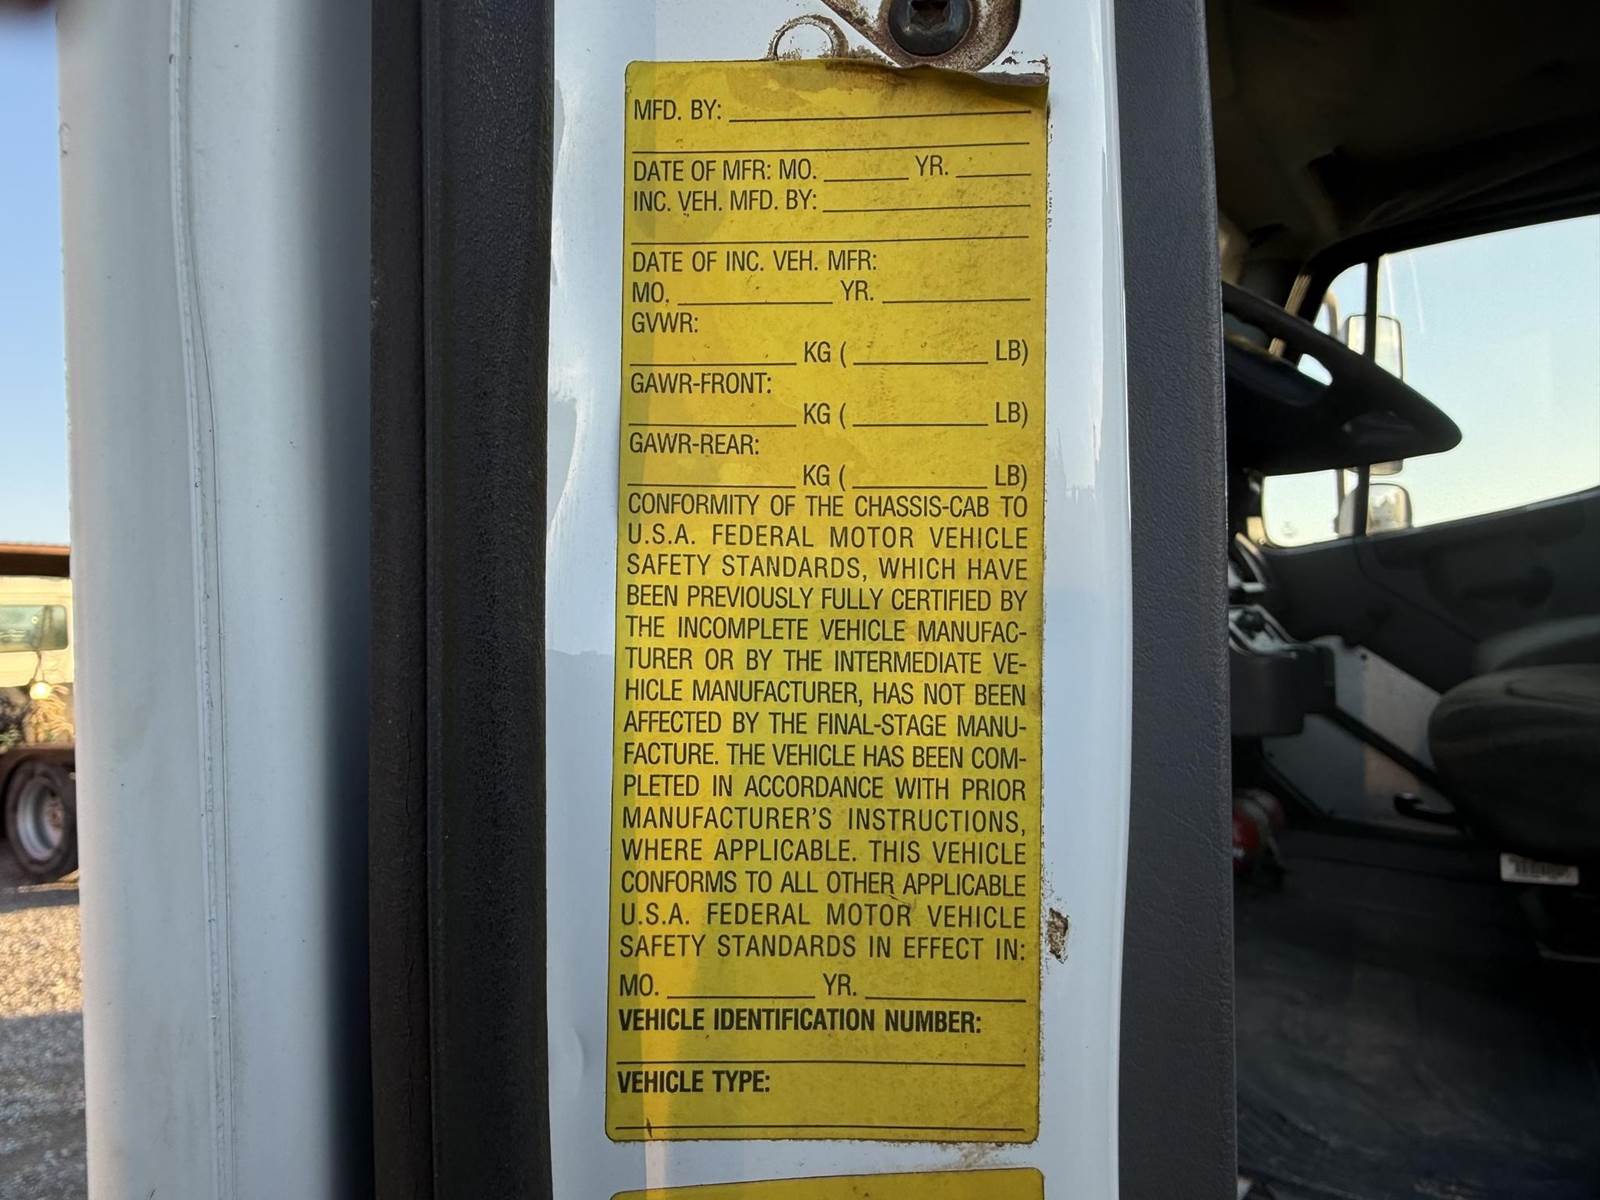 MFD. BY:
DATE OF MFR: MO. YR.
INC. VEH. MFD. BY:
DATE OF INC. VEH. MFR:
MO. YR.
GVWR:
KG ( LB)
GAWR-FRONT:
KG ( LB)
GAWR-REAR:
KG ( LB)
CONFORMITY OF THE CHASSIS-CAB TO
U.S.A. FEDERAL MOTOR VEHICLE
SAFETY STANDARDS, WHICH HAVE
BEEN PREVIOUSLY FULLY CERTIFIED BY
THE INCOMPLETE VEHICLE MANUFAC-
TURER OR BY THE INTERMEDIATE VE-
HICLE MANUFACTURER, HAS NOT BEEN
AFFECTED BY THE FINAL-STAGE MANU-
FACTURE. THE VEHICLE HAS BEEN COM-
PLETED IN ACCORDANCE WITH PRIOR
MANUFACTURER'S INSTRUCTIONS,
WHERE APPLICABLE. THIS VEHICLE
CONFORMS TO ALL OTHER APPLICABLE
U.S.A. FEDERAL MOTOR VEHICLE
SAFETY STANDARDS IN EFFECT IN:
MO. YR.
VEHICLE IDENTIFICATION NUMBER:
VEHICLE TYPE: